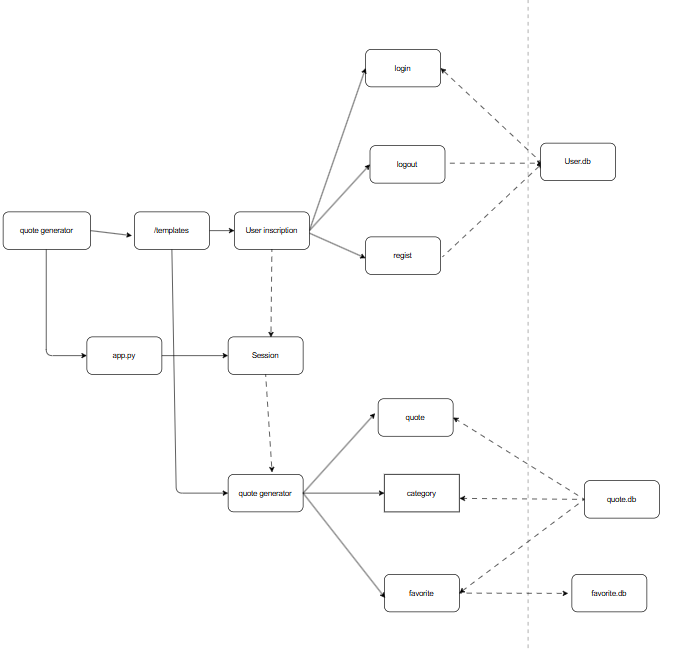 login
logout
User.db
quote generator
/templates
User inscription
regist
app.py
Session
quote
quote generator
category
quote.db
favorite
favorite.db